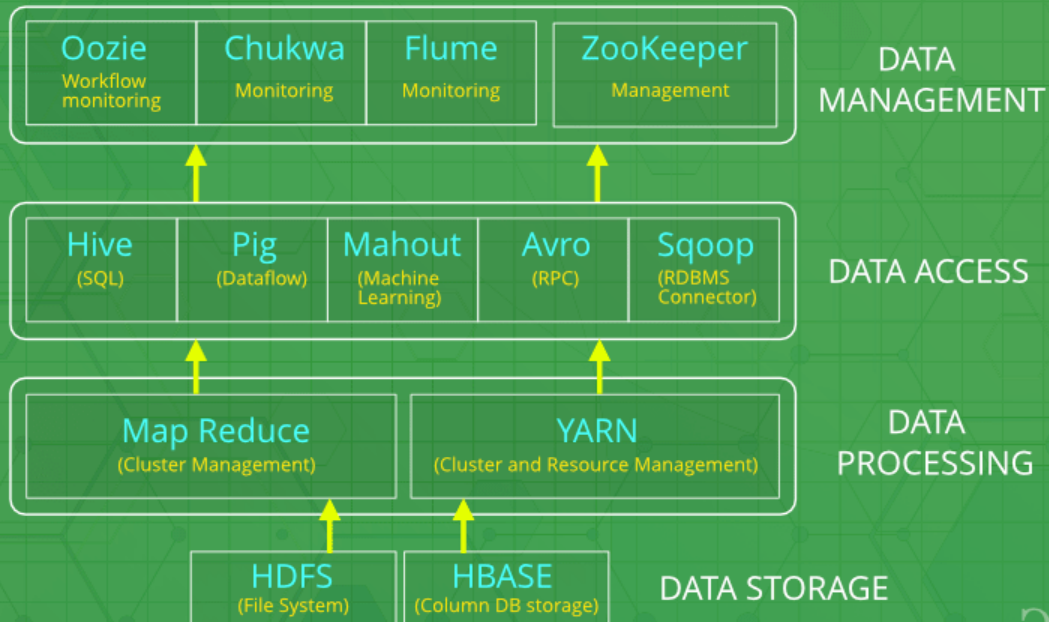 Oozie
Workflow
monitoring
Chukwa
Monitoring
Flume
Monitoring
ZooKeeper
Management
DATA
MANAGEMENT
Hive
(SQL)
Pig
(Dataflow)
Mahout
(Machine
Learning)
Avro
(RPC)
Sqoop
(RDBMS
Connector)
DATA ACCESS
Map Reduce
(Cluster Management)
YARN
(Cluster and Resource Management)
DATA
PROCESSING
HDFS
(File System)
HBASE
(Column DB storage)
DATA STORAGE